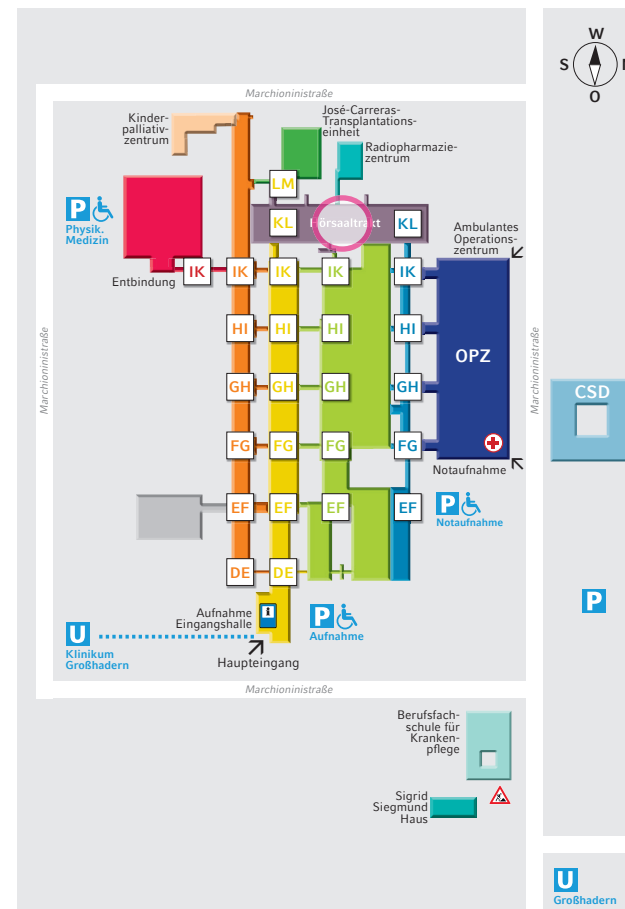 W
S
O
Marchioninistraße
Kinder-
palliativ-
zentrum
José-Carreras-
Transplantations-
einheit
Radiopharmazie-
zentrum
LM
P
Physik.
Medizin
KL
Hörsaaltrakt
KL
Ambulantes
Operations-
zentrum
Entbindung
IK
IK
IK
IK
IK
HI
HI
HI
HI
OPZ
Marchioninistraße
Marchioninistraße
GH
GH
GH
GH
CSD
FG
FG
FG
FG
Notaufnahme
EF
EF
EF
EF
P
Notaufnahme
DE
DE
P
Aufnahme
Eingangshalle
i
P
Aufnahme
U
Klinikum
Großhadern
Haupteingang
Marchioninistraße
Berufsfach-
schule für
Kranken-
pflege
Sigrid
Siegmund
Haus
U
Großhadern